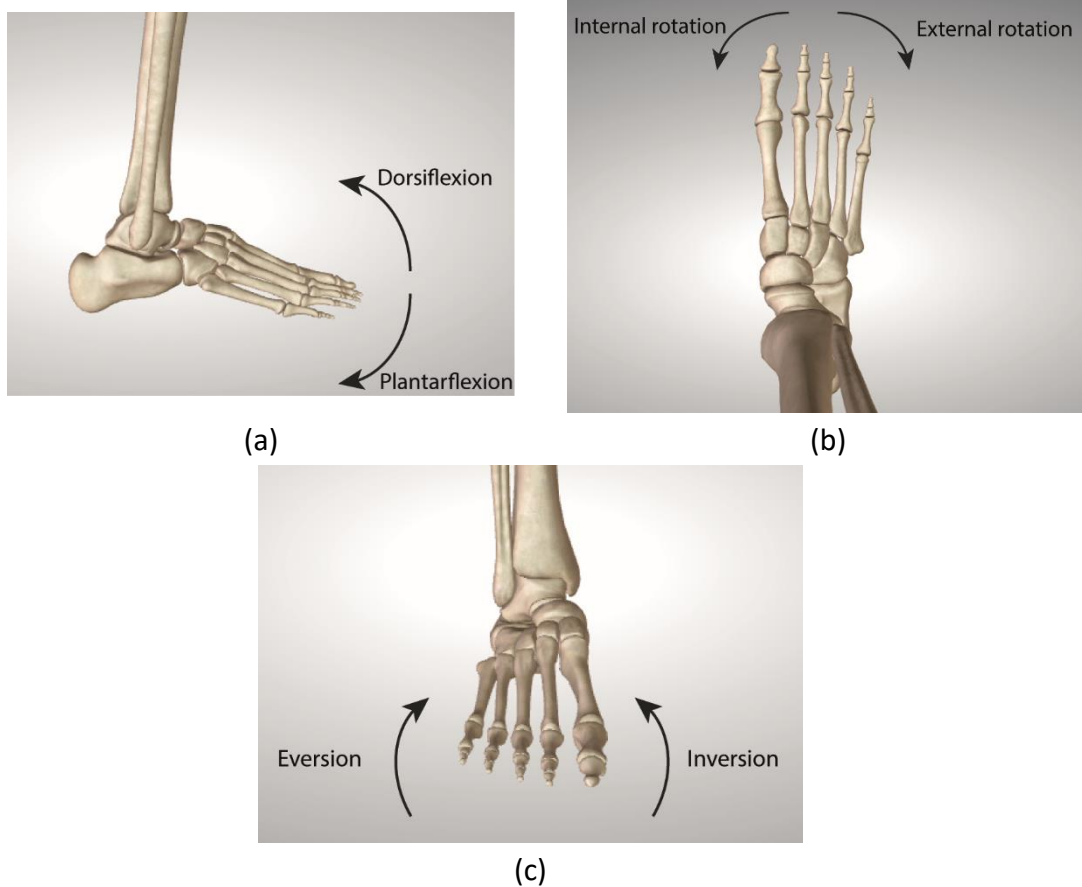 Dorsiflexion
Plantarflexion
(a)
Internal rotation
External rotation
(b)
Eversion
Inversion
(c)